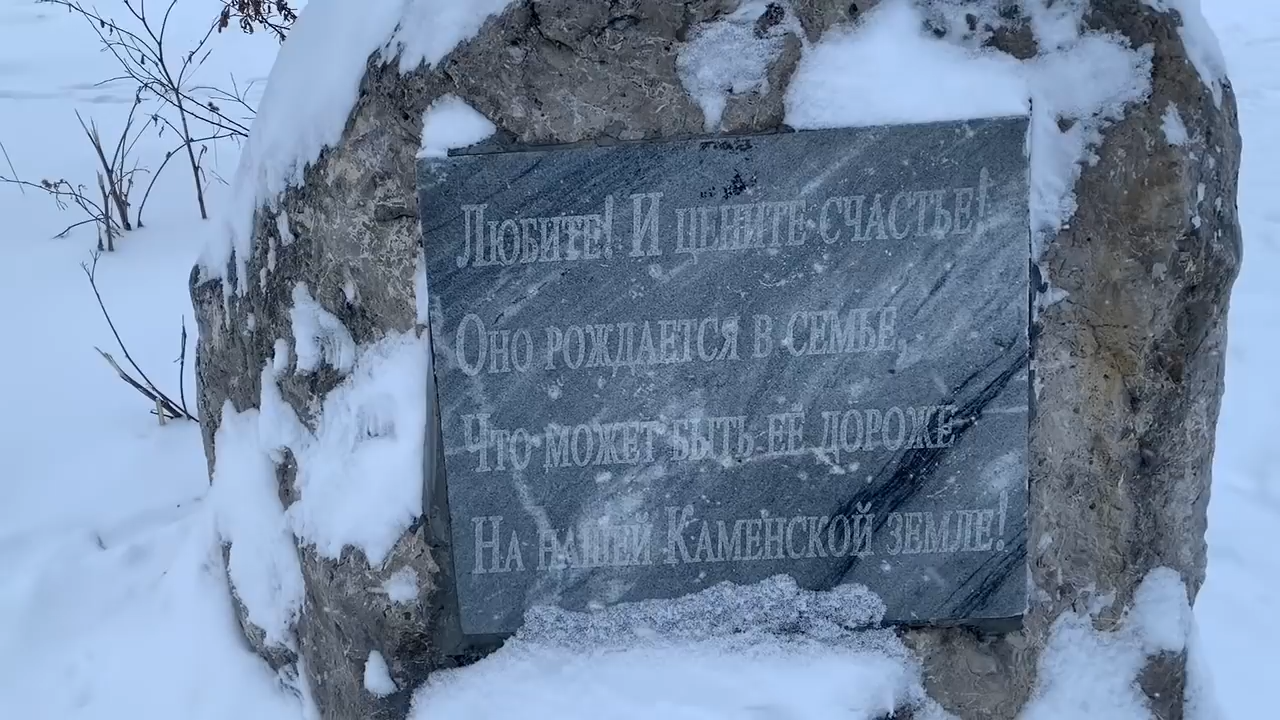 Любите! И цените счастье!
Оно рождается в семье,
Что может быть её дороже
На нашей Каменской земле!